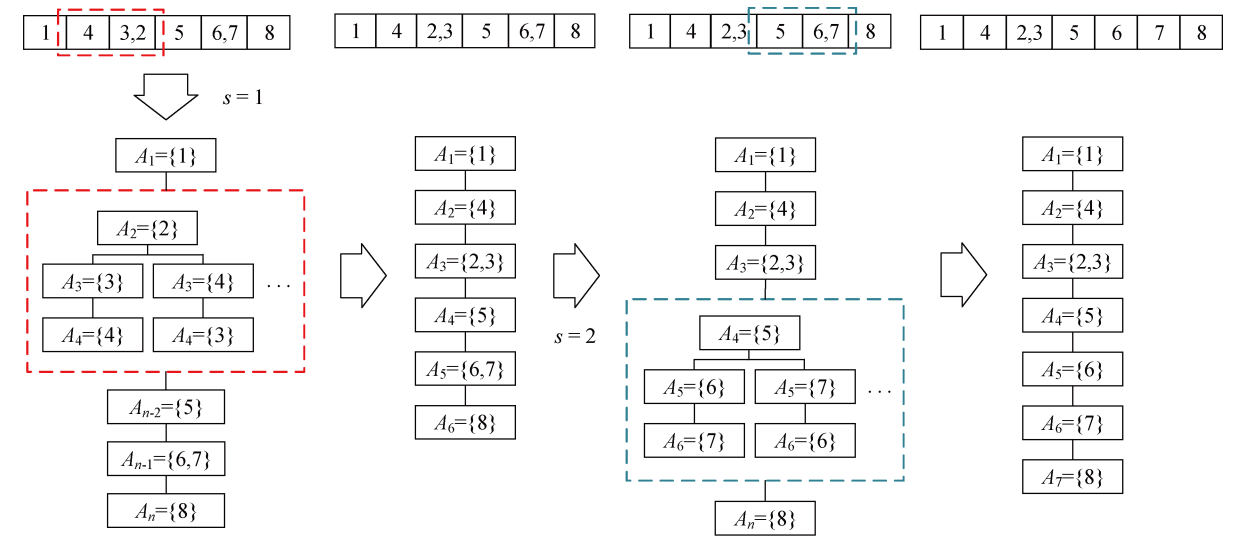 1 4 3,2 5 6,7 8
1 4 2,3 5 6,7 8
1 4 2,3 5 6,7 8
1 4 2,3 5 6 7 8
s = 1
A1={1}
A2={2}
A3={3} A3={4} ...
A4={4} A4={3}
An-2={5}
An-1={6,7}
An={8}
A1={1}
A2={4}
A3={2,3}
A4={5}
A5={6,7}
A6={8}
s = 2
A1={1}
A2={4}
A3={2,3}
A4={5}
A5={6} A5={7} ...
A6={7} A6={6}
An={8}
A1={1}
A2={4}
A3={2,3}
A4={5}
A5={6}
A6={7}
A7={8}